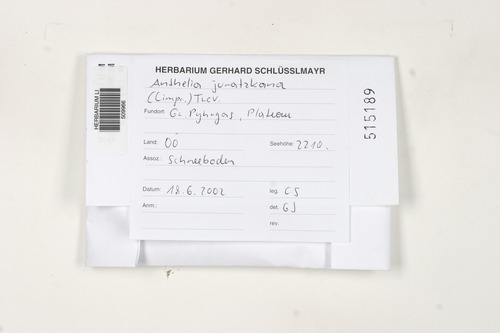 HERBARIUM GERHARD SCHLÜSSLMAYR
Anthelia juratzkana
(Limpr.) Trev.
Fundort: Gr. Pyhrgas, Plateau
Land: OÖ Seehöhe: 2210.
Assoz.: Schneeboden
Datum: 18.6.2002 leg. GS
Anm.: det. GS
rev.
HERBARIUM LI
509966
515189